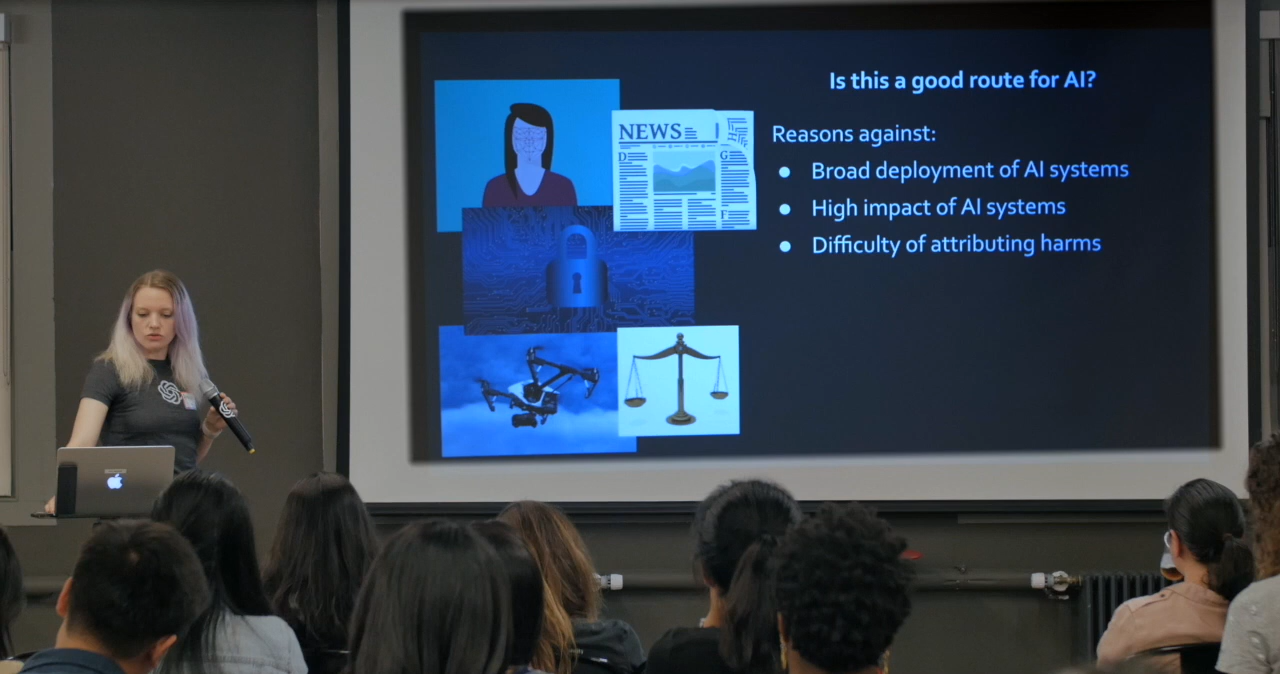 Is this a good route for AI?
NEWS
D
G
F
Reasons against:
● Broad deployment of AI systems
● High impact of AI systems
● Difficulty of attributing harms